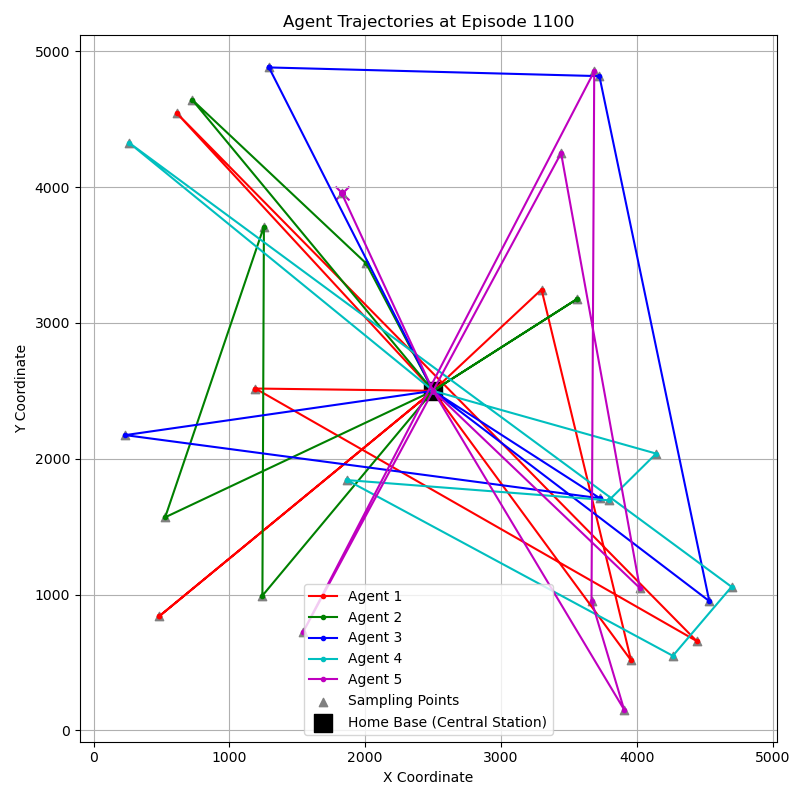 Agent Trajectories at Episode 1100
5000
4000
3000
2000
1000
0
Y Coordinate
0 1000 2000 3000 4000 5000
X Coordinate
Agent 1
Agent 2
Agent 3
Agent 4
Agent 5
Sampling Points
Home Base (Central Station)